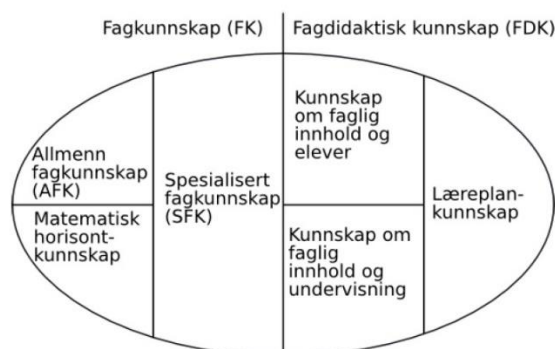 Fagkunnskap (FK)
Fagdidaktisk kunnskap (FDK)
Allmenn
fagkunnskap
(AFK)
Matematisk
horisont-
kunnskap
Spesialisert
fagkunnskap
(SFK)
Kunnskap
om faglig
innhold og
elever
Kunnskap om
faglig
innhold og
undervisning
Læreplan-
kunnskap